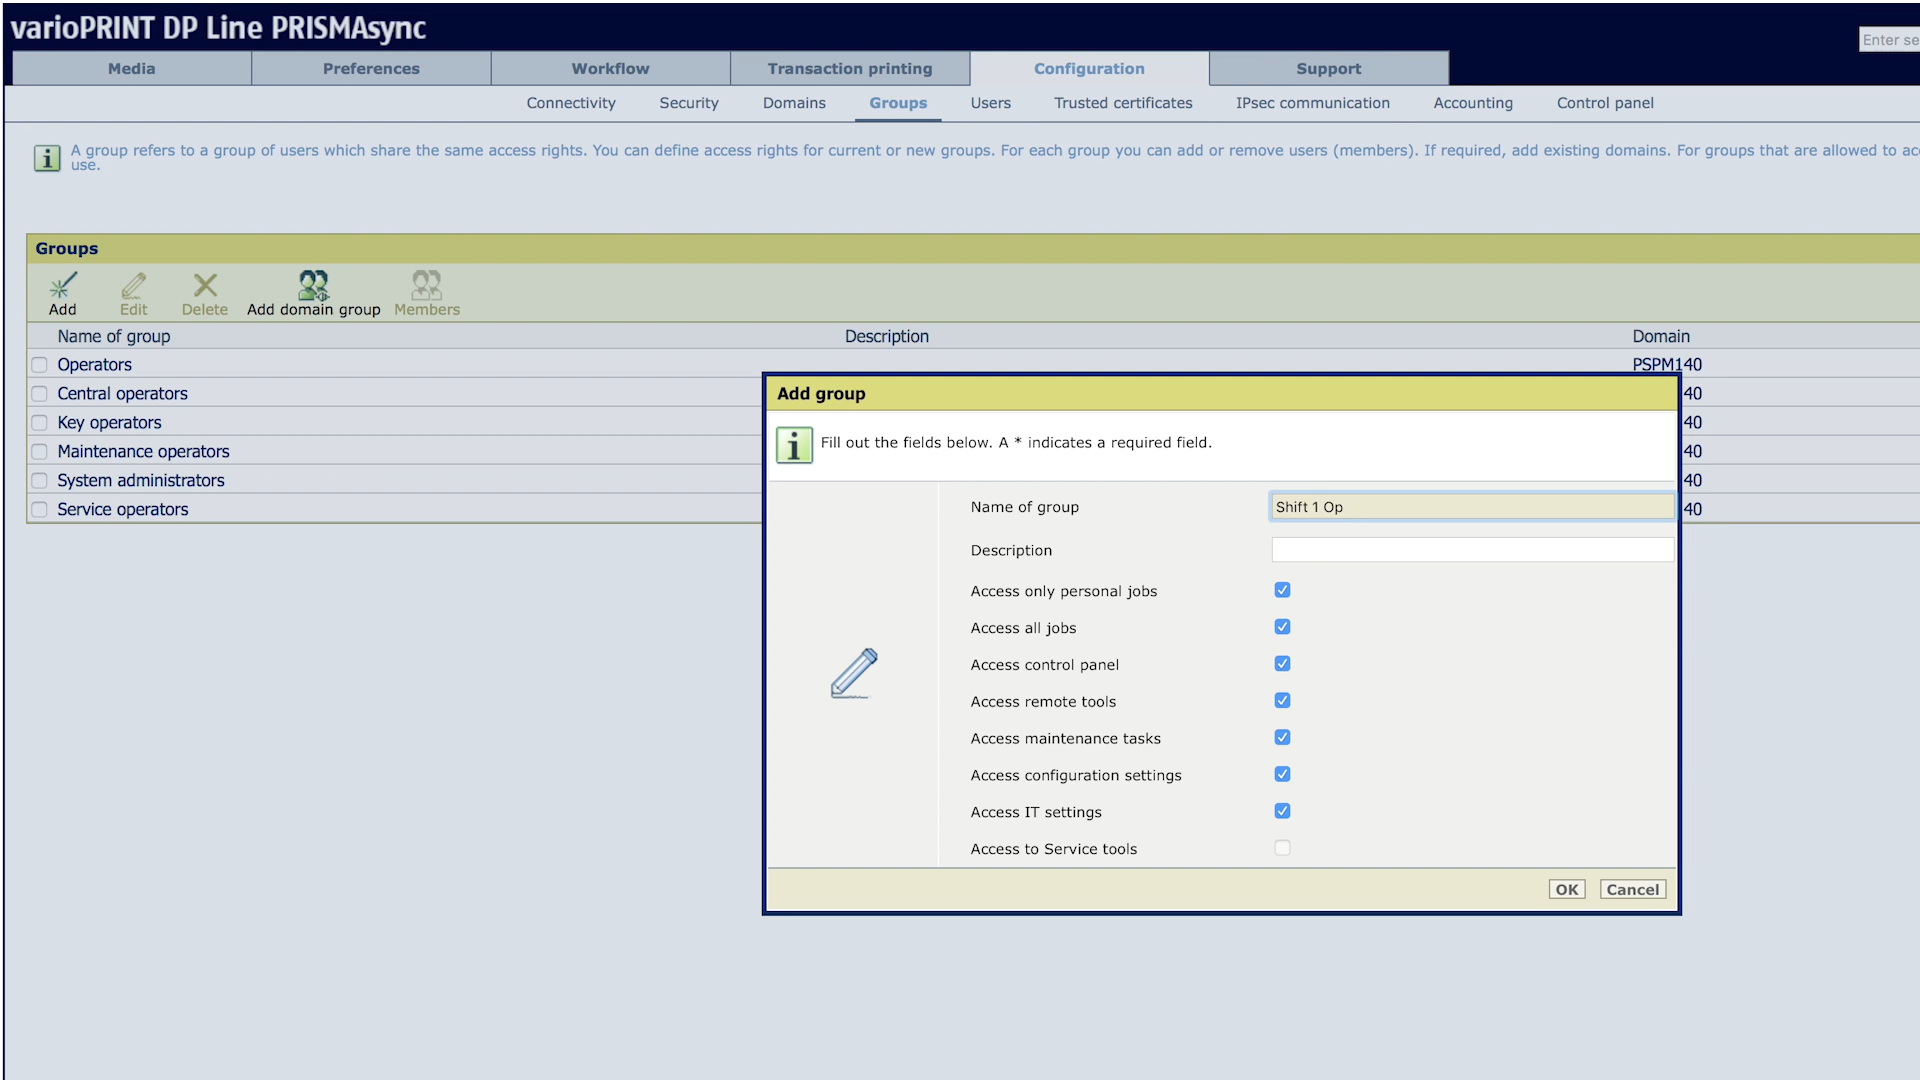 varioPRINT DP Line PRISMAsync
Enter se
Media Preferences Workflow Transaction printing Configuration Support
Connectivity Security Domains Groups Users Trusted certificates IPsec communication Accounting Control panel
A group refers to a group of users which share the same access rights. You can define access rights for current or new groups. For each group you can add or remove users (members). If required, add existing domains. For groups that are allowed to ac
use.
Groups
Add Edit Delete Add domain group Members
Name of group Description Domain
Operators PSPM140
Central operators 40
Key operators 40
Maintenance operators 40
System administrators 40
Service operators 40
Add group
Fill out the fields below. A * indicates a required field.
Name of group Shift 1 Op
Description
Access only personal jobs
Access all jobs
Access control panel
Access remote tools
Access maintenance tasks
Access configuration settings
Access IT settings
Access to Service tools
OK Cancel